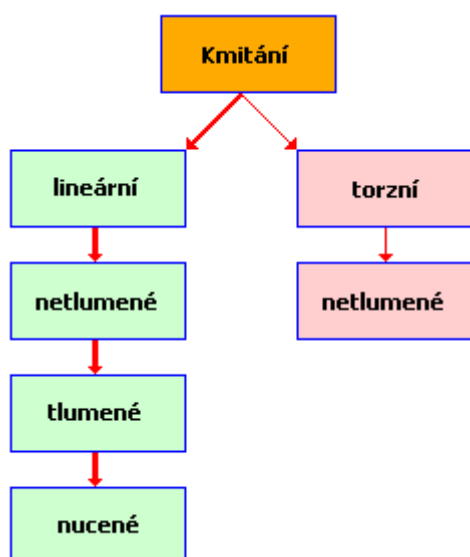 Kmitání
lineární
torzní
netlumené
netlumené
tlumené
nucené